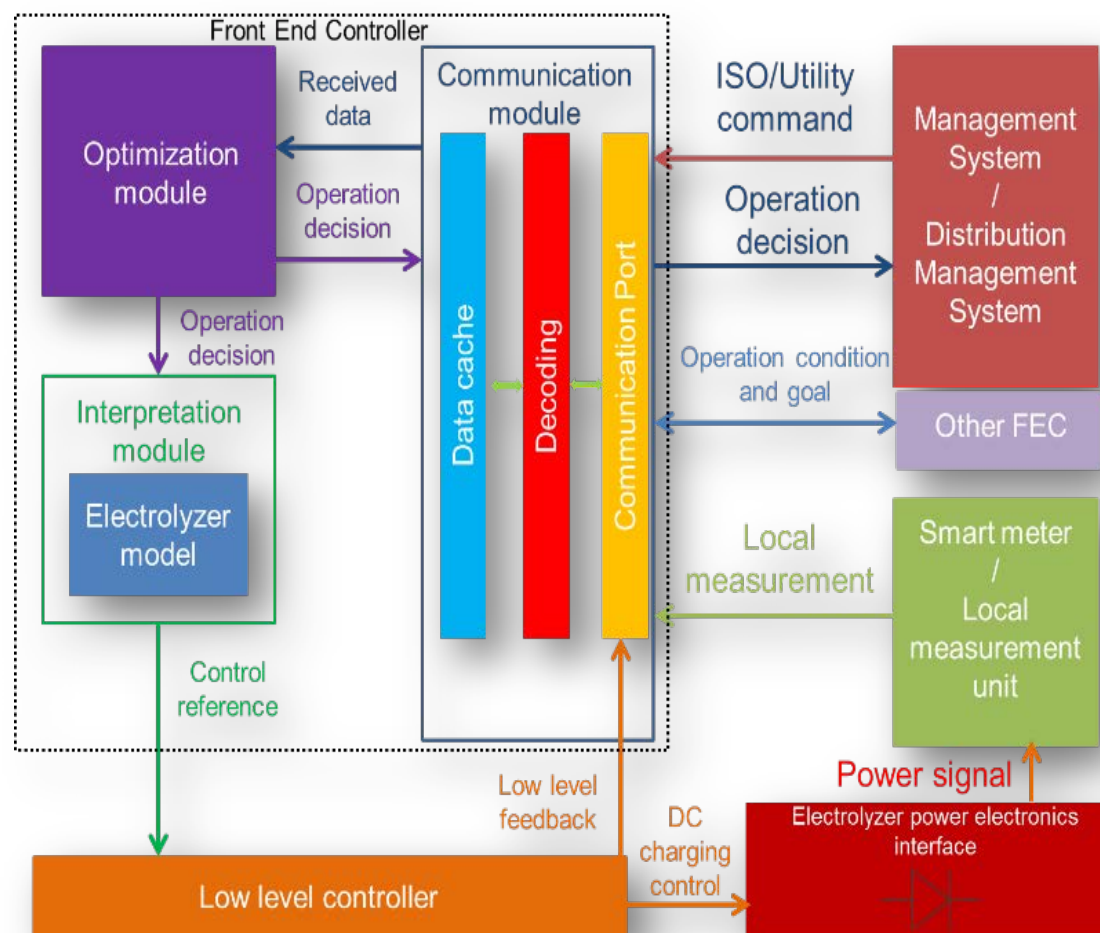 Front End Controller
Optimization
module
Received
data
Operation
decision
Operation
decision
Communication
module
Data cache
Decoding
Communication Port
ISO/Utility
command
Operation
decision
Management
System
/
Distribution
Management
System
Operation condition
and goal
Other FEC
Interpretation
module
Electrolyzer
model
Local
measurement
Smart meter
/
Local
measurement
unit
Control
reference
Low level
feedback
Power signal
DC
charging
control
Electrolyzer power electronics
interface
Low level controller